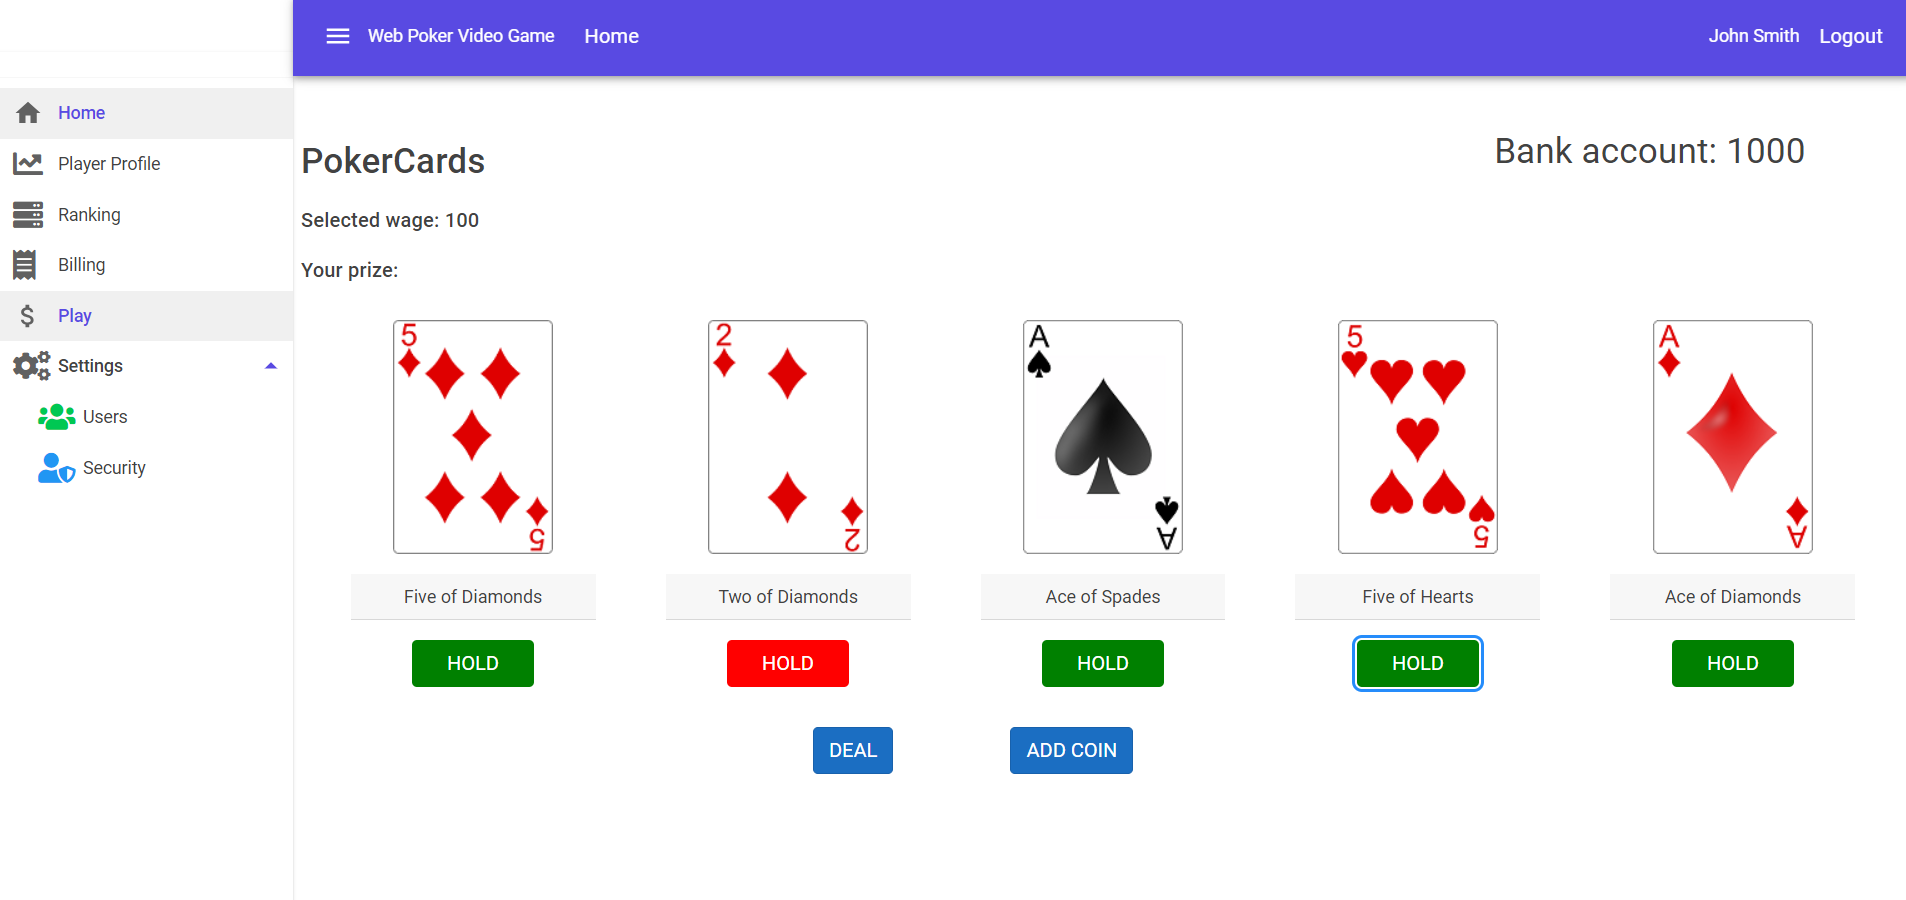 Web Poker Video Game Home John Smith Logout
Home
Player Profile
Ranking
Billing
Play
Settings
Users
Security
PokerCards
Bank account: 1000
Selected wage: 100
Your prize:
5 2 A 5 A
5 2 A 5 A
Five of Diamonds Two of Diamonds Ace of Spades Five of Hearts Ace of Diamonds
HOLD HOLD HOLD HOLD HOLD
DEAL ADD COIN